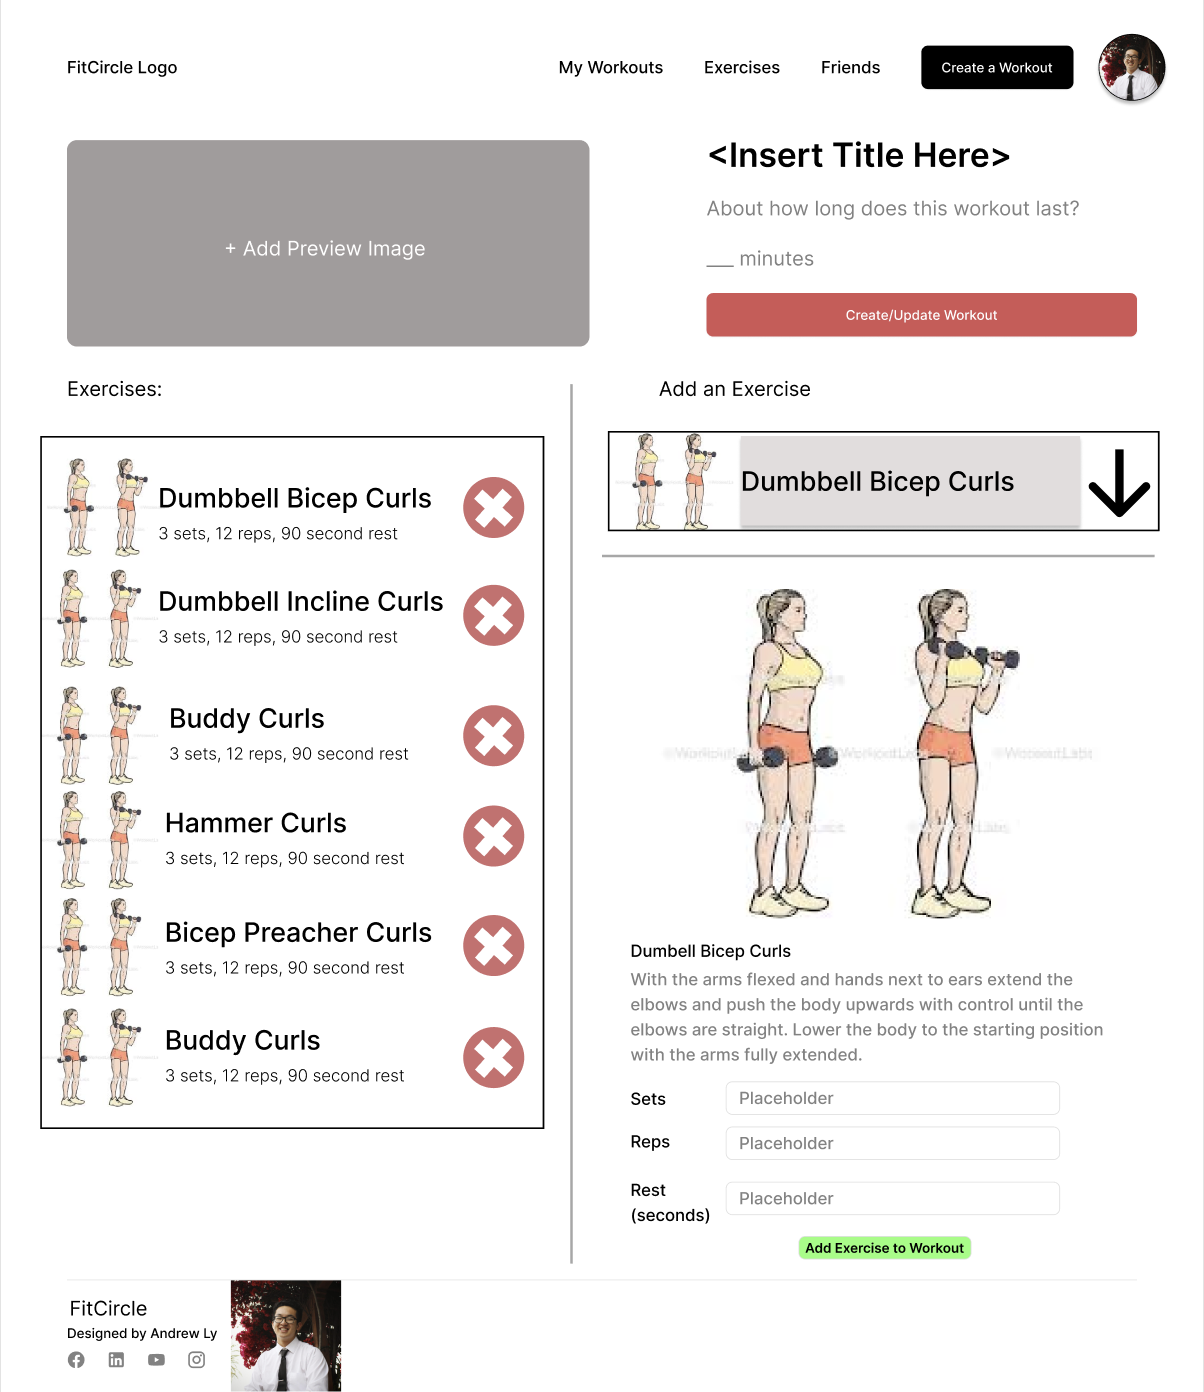 FitCircle Logo
My Workouts
Exercises
Friends
Create a Workout
+ Add Preview Image
<Insert Title Here>
About how long does this workout last?
___ minutes
Create/Update Workout
Exercises:
Dumbbell Bicep Curls
3 sets, 12 reps, 90 second rest
Dumbbell Incline Curls
3 sets, 12 reps, 90 second rest
Buddy Curls
3 sets, 12 reps, 90 second rest
Hammer Curls
3 sets, 12 reps, 90 second rest
Bicep Preacher Curls
3 sets, 12 reps, 90 second rest
Buddy Curls
3 sets, 12 reps, 90 second rest
Add an Exercise
Dumbbell Bicep Curls
Dumbell Bicep Curls
With the arms flexed and hands next to ears extend the
elbows and push the body upwards with control until the
elbows are straight. Lower the body to the starting position
with the arms fully extended.
Sets
Placeholder
Reps
Placeholder
Rest
(seconds)
Placeholder
Add Exercise to Workout
FitCircle
Designed by Andrew Ly